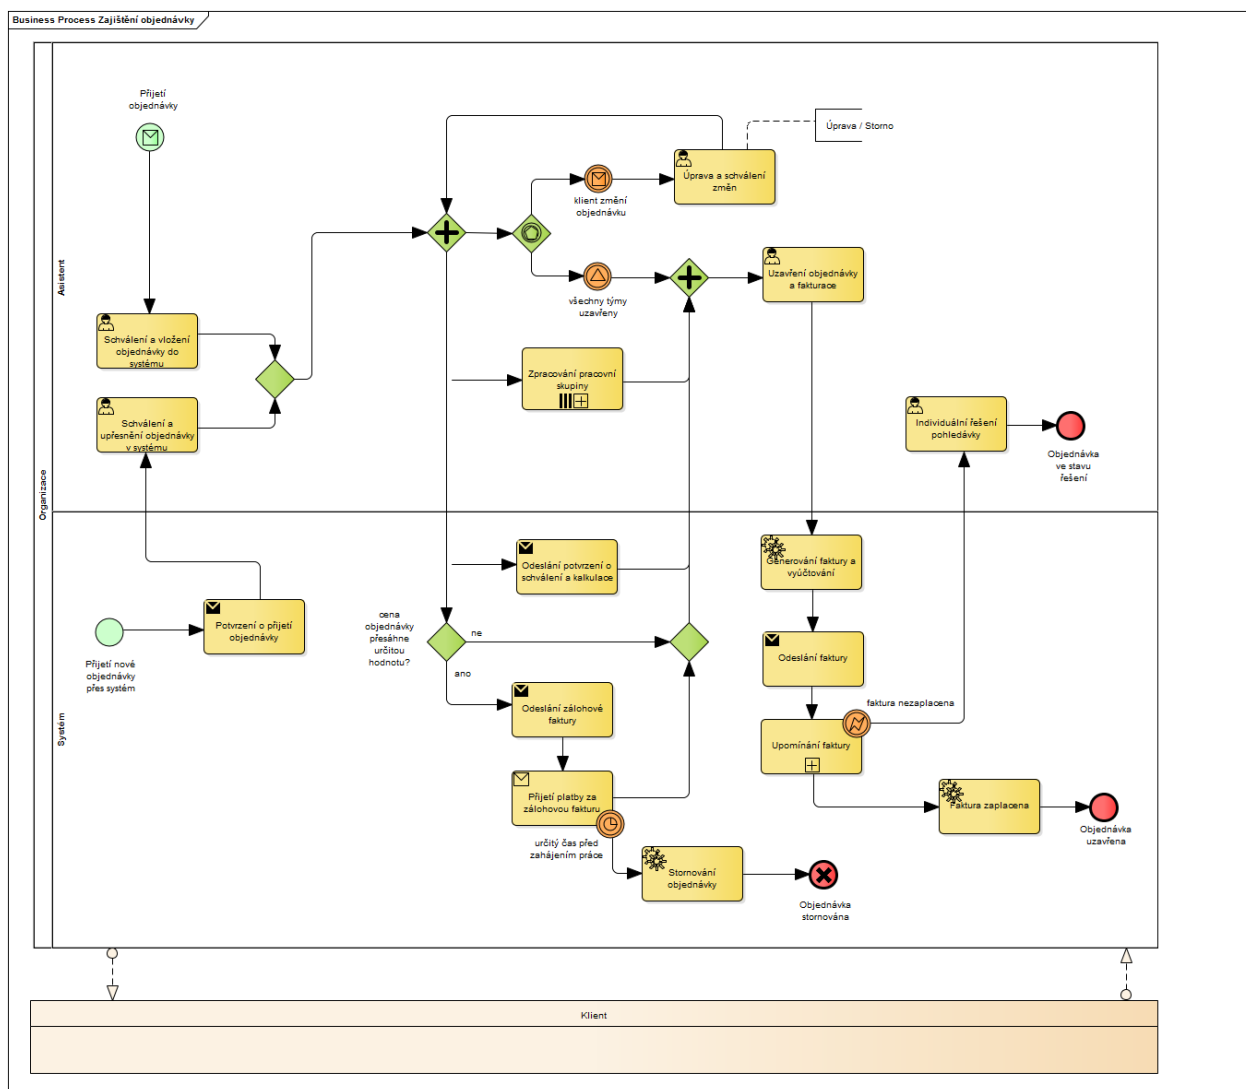 Business Process Zajištění objednávky
Přijetí
objednávky
Úprava / Storno
Úprava a schválení
změn
klient změní
objednávku
Asistent
Uzavření objednávky
a fakturace
všechny týmy
uzavřeny
Schválení a vložení
objednávky do
systému
Zpracování pracovní
skupiny
Schválení a
upřesnění objednávky
v systému
Individuální řešení
pohledávky
Objednávka
ve stavu
řešení
Organizace
Odeslání potvrzení o
schválení a kalkulace
Generování faktury a
vyúčtování
Potvrzení o přijetí
objednávky
cena
objednávky
přesáhne
určitou
hodnotu?
ne
ano
Odeslání faktury
Přijetí nové
objednávky
přes systém
Systém
Odeslání zálohové
faktury
faktura nezaplacena
Upomínání faktury
Přijetí platby za
zálohovou fakturu
Faktura zaplacena
Objednávka
uzavřena
určitý čas před
zahájením práce
Stornování
objednávky
Objednávka
stornována
Klient